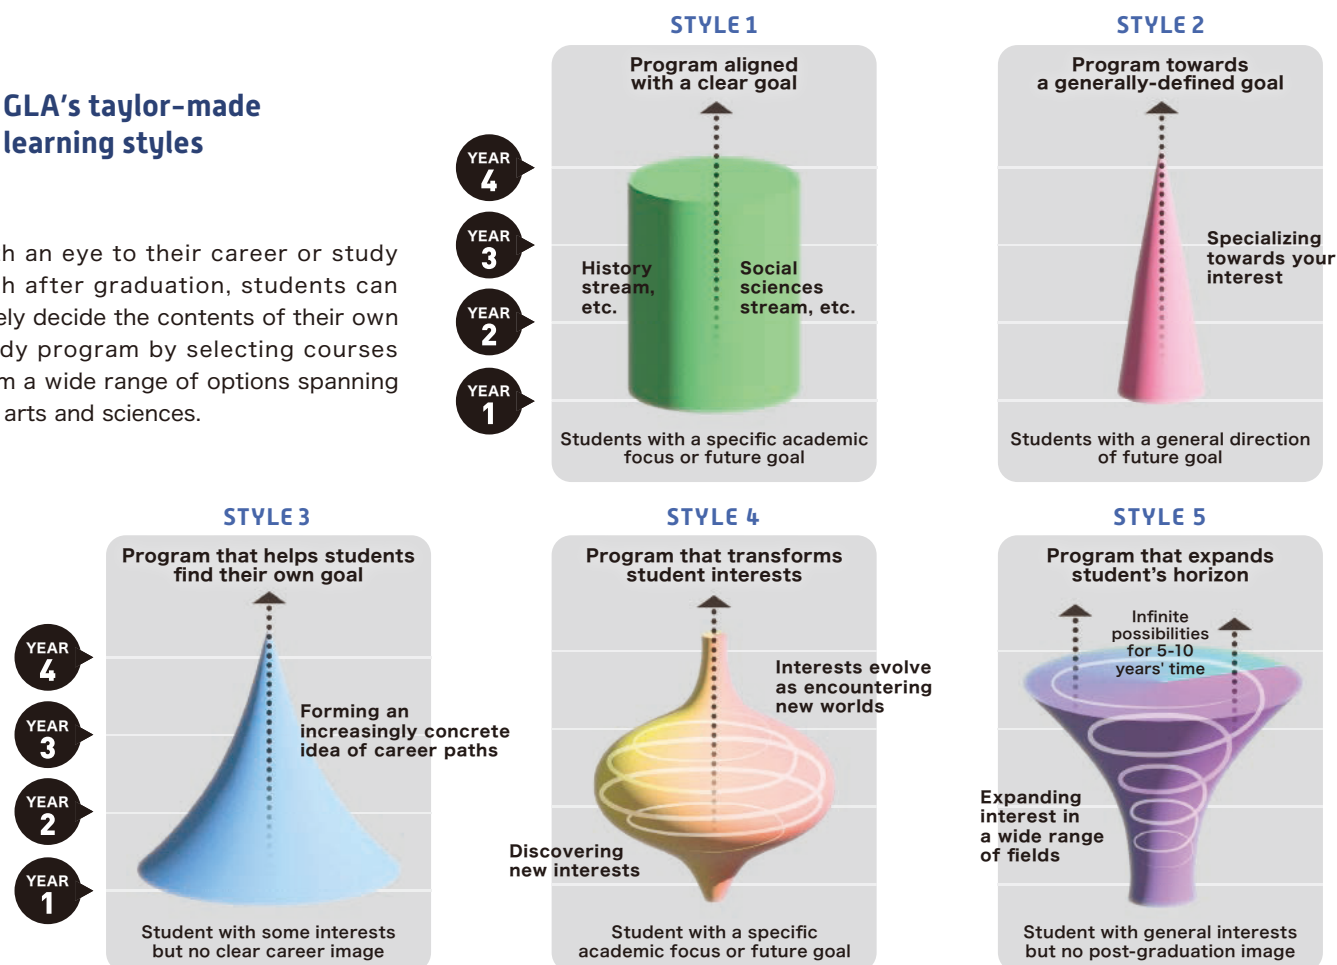 GLA's taylor-made
learning styles
h an eye to their career or study
h after graduation, students can
ely decide the contents of their own
dy program by selecting courses
m a wide range of options spanning
arts and sciences.
STYLE 1
Program aligned
with a clear goal
YEAR
4
YEAR
3
YEAR
2
YEAR
1
History
stream,
etc.
Social
sciences
stream, etc.
Students with a specific academic
focus or future goal
STYLE 2
Program towards
a generally-defined goal
Specializing
towards your
interest
Students with a general direction
of future goal
STYLE 3
Program that helps students
find their own goal
YEAR
4
YEAR
3
YEAR
2
YEAR
1
Forming an
increasingly concrete
idea of career paths
Student with some interests
but no clear career image
STYLE 4
Program that transforms
student interests
Interests evolve
as encountering
new worlds
Discovering
new interests
Student with a specific
academic focus or future goal
STYLE 5
Program that expands
student's horizon
Infinite
possibilities
for 5-10
years' time
Expanding
interest in
a wide range
of fields
Student with general interests
but no post-graduation image